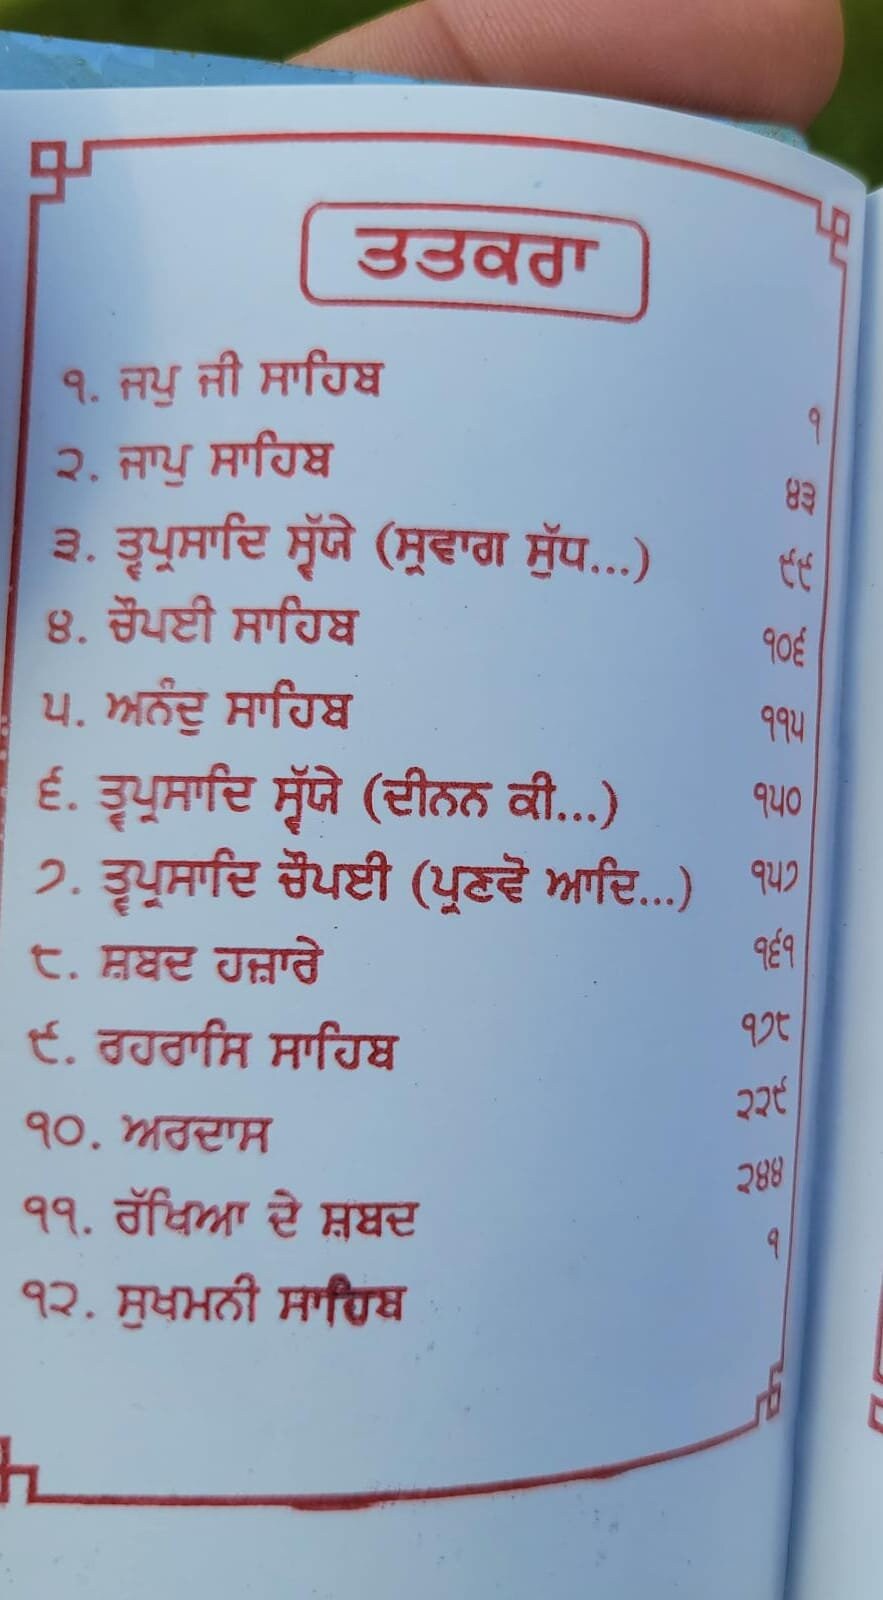 ਤਤਕਰਾ
੧. ਜਪੁ ਜੀ ਸਾਹਿਬ ੧
੨. ਜਾਪੁ ਸਾਹਿਬ ੪੩
੩. ਤ੍ਵਪ੍ਰਸਾਦਿ ਸ੍ਵੱਯੇ (ਸ੍ਰਵਾਗ ਸੁੱਧ...) ੯੯
੪. ਚੌਪਈ ਸਾਹਿਬ ੧੦੬
੫. ਅਨੰਦੁ ਸਾਹਿਬ ੧੧੫
੬. ਤ੍ਵਪ੍ਰਸਾਦਿ ਸ੍ਵੱਯੇ (ਦੀਨਨ ਕੀ...) ੧੫੦
੭. ਤ੍ਵਪ੍ਰਸਾਦਿ ਚੌਪਈ (ਪ੍ਰਣਵੋ ਆਦਿ...) ੧੫੭
੮. ਸ਼ਬਦ ਹਜ਼ਾਰੇ ੧੬੧
੯. ਰਹਰਾਸਿ ਸਾਹਿਬ ੧੭੮
੧੦. ਅਰਦਾਸ ੨੨੯
੧੧. ਰੱਖਿਆ ਦੇ ਸ਼ਬਦ ੨੪੪
੧੨. ਸੁਖਮਨੀ ਸਾਹਿਬ ੧